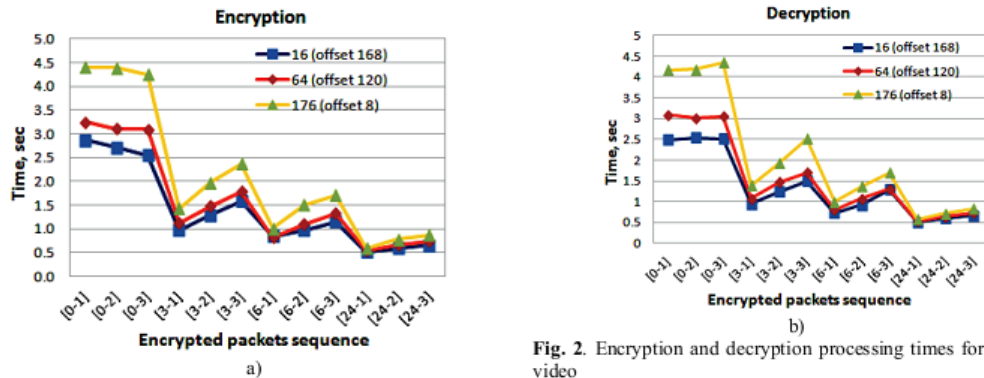 Encryption
5.0
4.5
4.0
3.5
3.0
2.5
2.0
1.5
1.0
0.5
0.0
Time, sec
16 (offset 168)
64 (offset 120)
176 (offset 8)
[0-1] [0-2] [0-3] [3-1] [3-2] [3-3] [6-1] [6-2] [6-3] [24-1] [24-2] [24-3]
Encrypted packets sequence
a)
Decryption
5
4.5
4
3.5
3
2.5
2
1.5
1
0.5
0
Time, sec
16 (offset 168)
64 (offset 120)
176 (offset 8)
[0-1] [0-2] [0-3] [3-1] [3-2] [3-3] [6-1] [6-2] [6-3] [24-1] [24-2] [24-3]
Encrypted packets sequence
b)
Fig. 2. Encryption and decryption processing times for
video